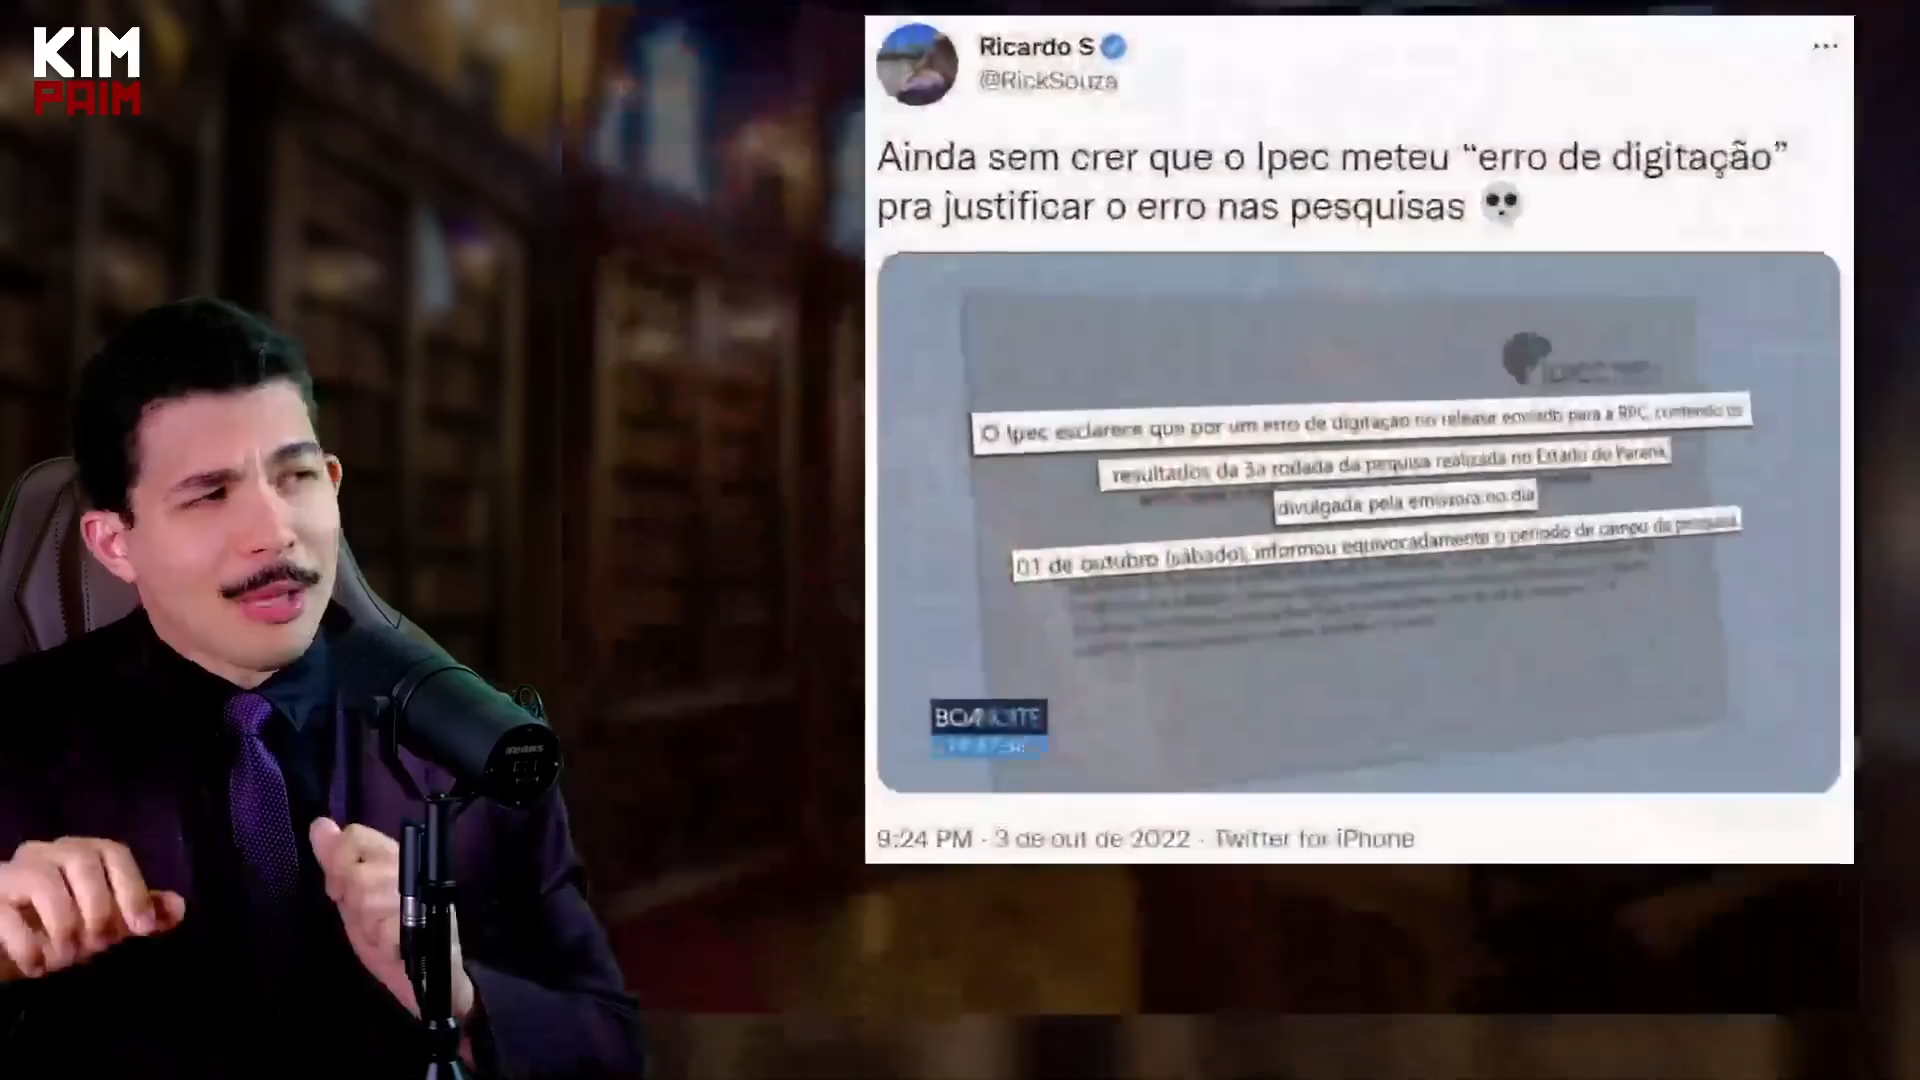 KIM
PAIM
Ricardo S
@RickSouza
Ainda sem crer que o Ipec meteu “erro de digitação”
pra justificar o erro nas pesquisas 💀
O Ipec esclarece que por um erro de digitação no release enviado para a RPC, contendo os
resultados da 3a rodada da pesquisa realizada no Estado do Paraná,
divulgada pela emissora no dia
01 de outubro (sábado), informou equivocadamente o período de campo da pesquisa
BOA NOITE
9:24 PM · 3 de out de 2022 · Twitter for iPhone